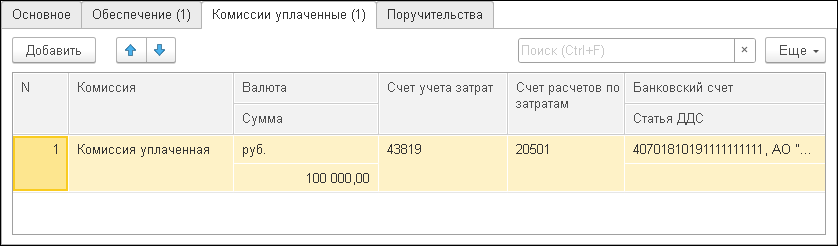 Основное Обеспечение (1) Комиссии уплаченные (1) Поручительства
Добавить Поиск (Ctrl+F) × Еще
N Комиссия Валюта Счет учета затрат Счет расчетов по затратам Банковский счет
Сумма Статья ДДС
1 Комиссия уплаченная руб. 43819 20501 40701810191111111111, АО "...
100 000,00